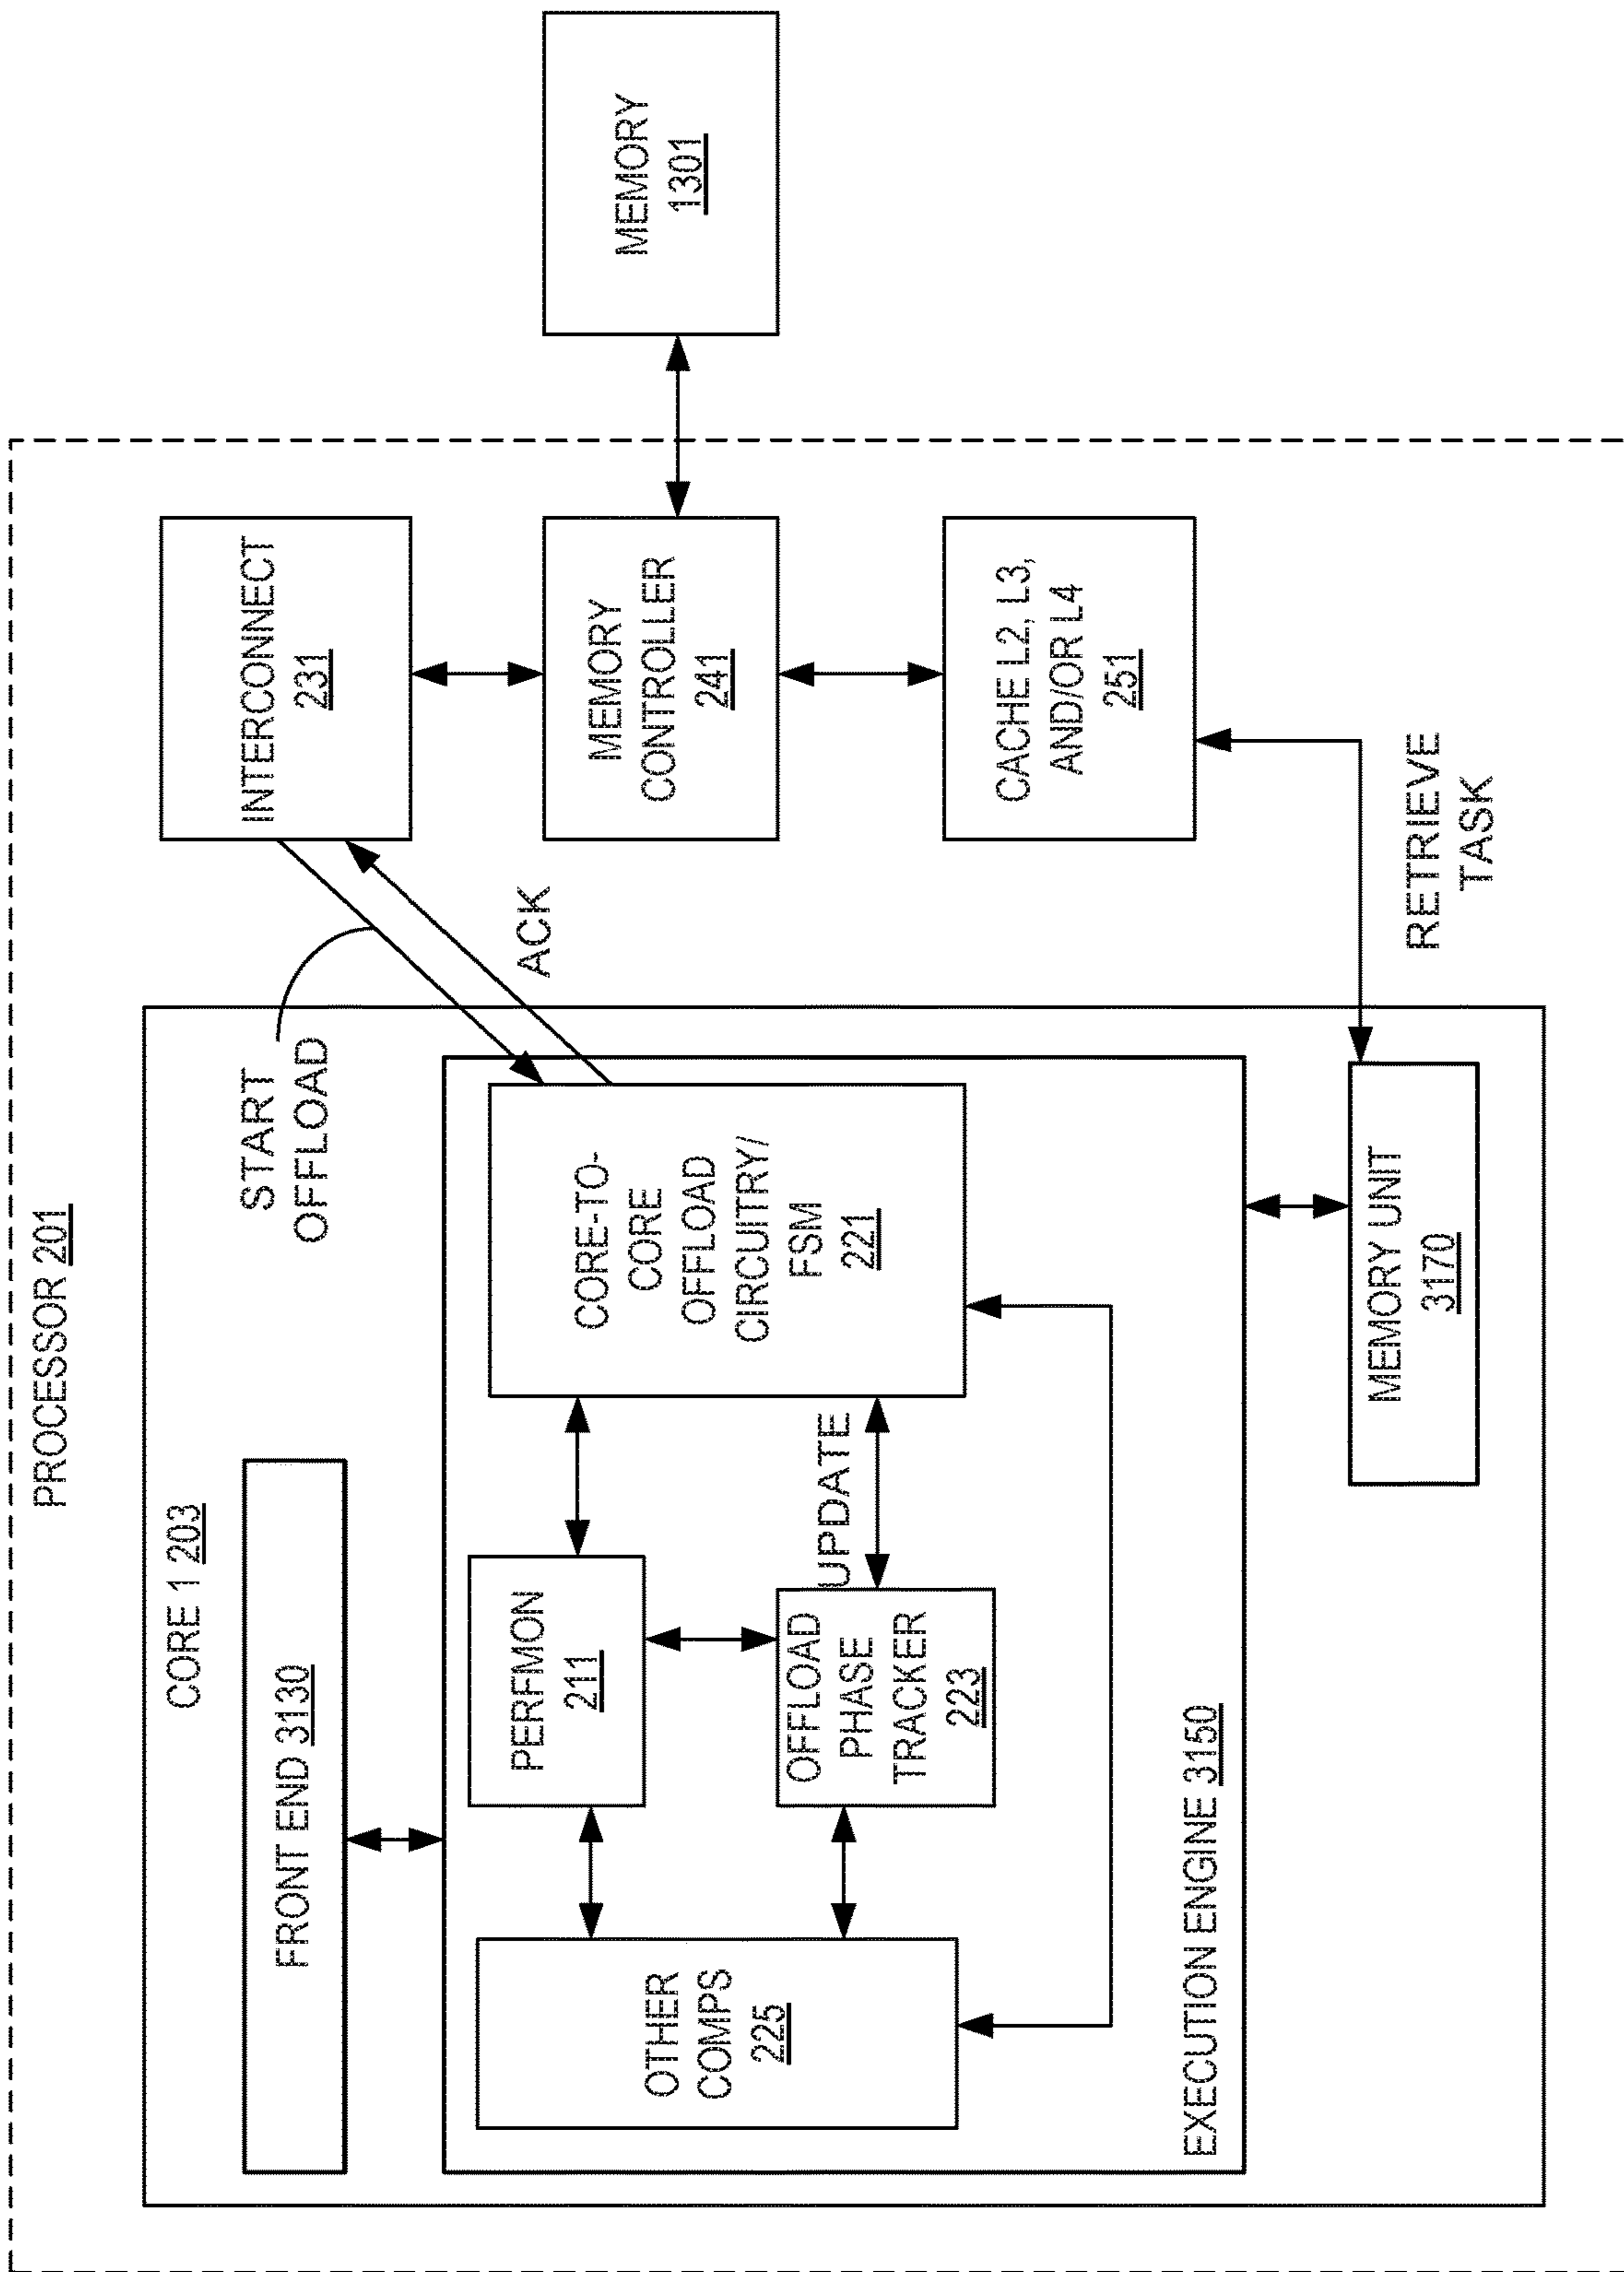 PROCESSOR 201
CORE 1 203
FRONT END 3130
START
OFFLOAD
INTERCONNECT
231
ACK
OTHER
COMPS
225
PERFMON
211
OFFLOAD
PHASE
TRACKER
223
UPDATE
CORE-TO-
CORE
OFFLOAD
CIRCUITRY/
FSM
221
MEMORY
CONTROLLER
241
MEMORY
1301
CACHE L2, L3,
AND/OR L4
251
EXECUTION ENGINE 3150
MEMORY UNIT
3170
RETRIEVE
TASK